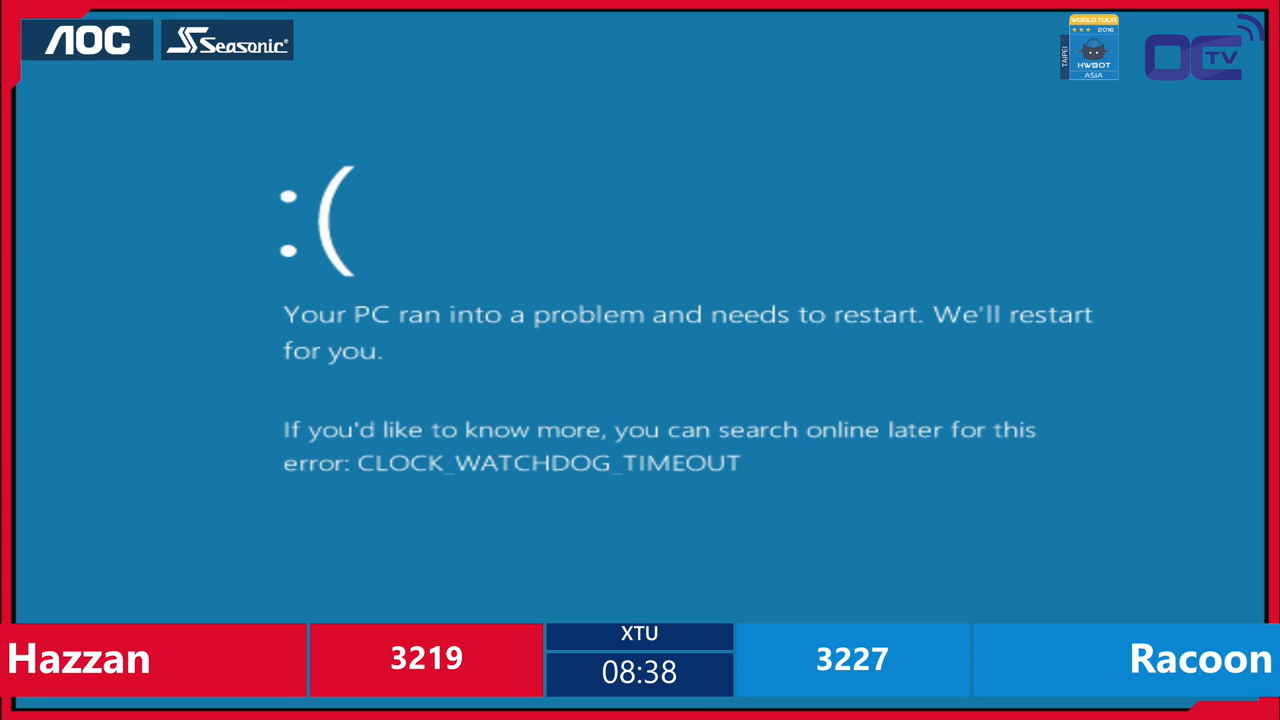 AOC
Seasonic®
WORLD TOUR
2016
TAIPEI
HWBOT
ASIA
OC TV
:(
Your PC ran into a problem and needs to restart. We'll restart
for you.
If you'd like to know more, you can search online later for this
error: CLOCK_WATCHDOG_TIMEOUT
Hazzan
3219
XTU
08:38
3227
Racoon